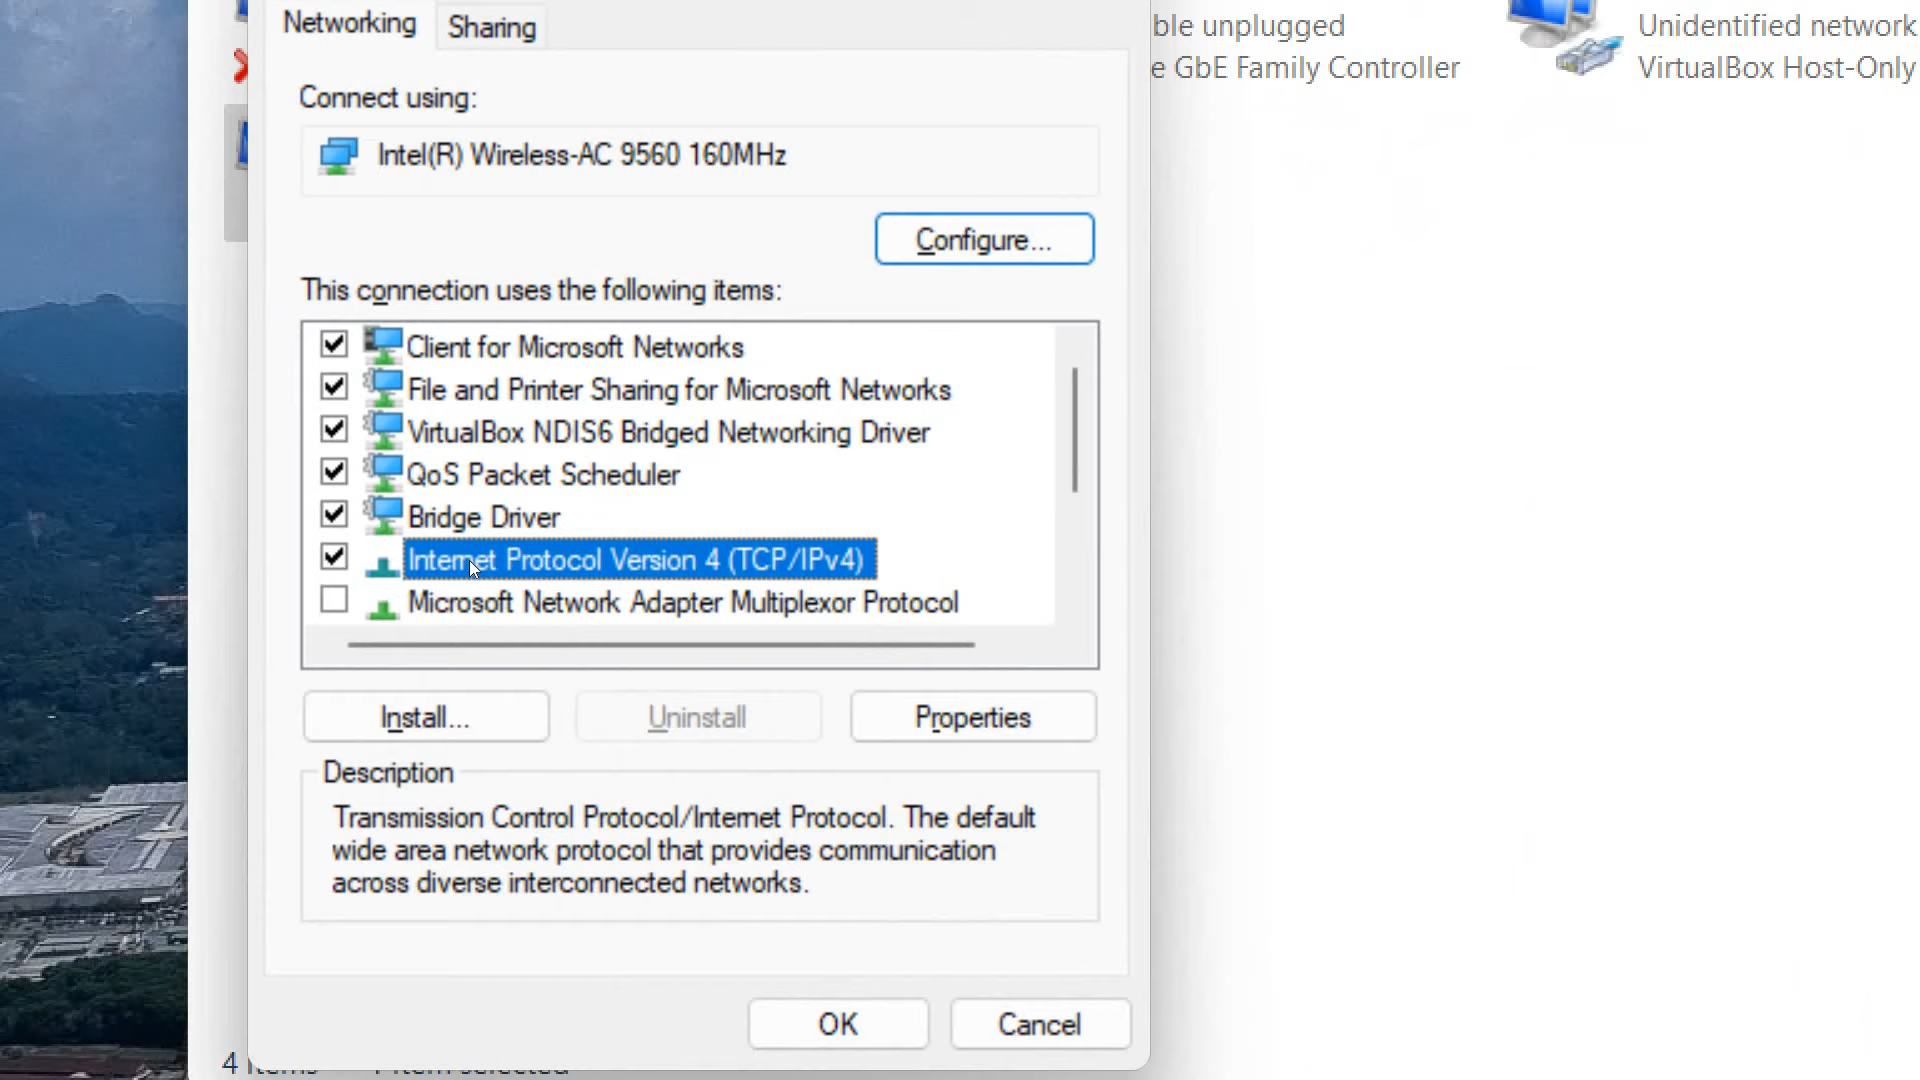 Networking
Sharing
ble unplugged
e GbE Family Controller
Unidentified network
VirtualBox Host-Only
Connect using:
Intel(R) Wireless-AC 9560 160MHz
Configure...
This connection uses the following items:
Client for Microsoft Networks
File and Printer Sharing for Microsoft Networks
VirtualBox NDIS6 Bridged Networking Driver
QoS Packet Scheduler
Bridge Driver
Internet Protocol Version 4 (TCP/IPv4)
Microsoft Network Adapter Multiplexor Protocol
Install...
Uninstall
Properties
Description
Transmission Control Protocol/Internet Protocol. The default
wide area network protocol that provides communication
across diverse interconnected networks.
OK
Cancel
4 items
1 item selected